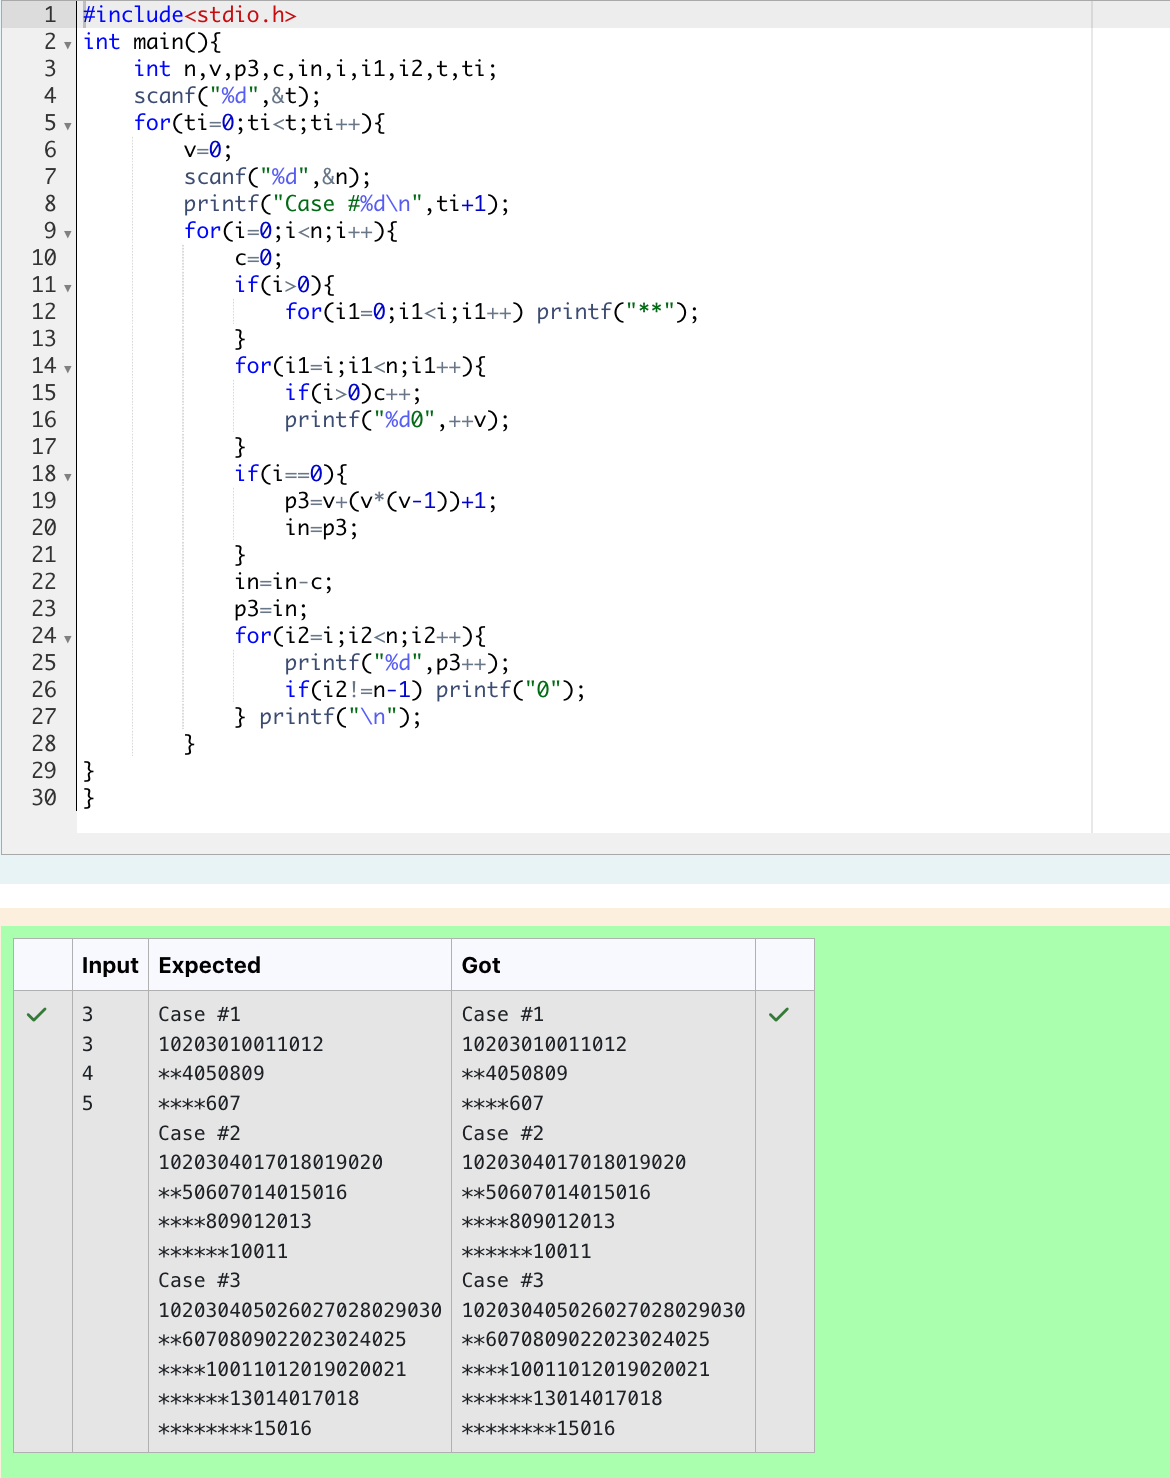 1 #include<stdio.h>
2 int main(){
3     int n,v,p3,c,in,i,i1,i2,t,ti;
4     scanf("%d",&t);
5     for(ti=0;ti<t;ti++){
6         v=0;
7         scanf("%d",&n);
8         printf("Case #%d\n",ti+1);
9         for(i=0;i<n;i++){
10             c=0;
11             if(i>0){
12                 for(i1=0;i1<i;i1++) printf("**");
13             }
14             for(i1=i;i1<n;i1++){
15                 if(i>0)c++;
16                 printf("%d0",++v);
17             }
18             if(i==0){
19                 p3=v+(v*(v-1))+1;
20                 in=p3;
21             }
22             in=in-c;
23             p3=in;
24             for(i2=i;i2<n;i2++){
25                 printf("%d",p3++);
26                 if(i2!=n-1) printf("0");
27             } printf("\n");
28         }
29 }
30 }
Input Expected Got
3 Case #1 Case #1
3 10203010011012 10203010011012
4 **4050809 **4050809
5 ****607 ****607
Case #2 Case #2
1020304017018019020 1020304017018019020
**50607014015016 **50607014015016
****809012013 ****809012013
******10011 ******10011
Case #3 Case #3
102030405026027028029030 102030405026027028029030
**6070809022023024025 **6070809022023024025
****10011012019020021 ****10011012019020021
******13014017018 ******13014017018
********15016 ********15016